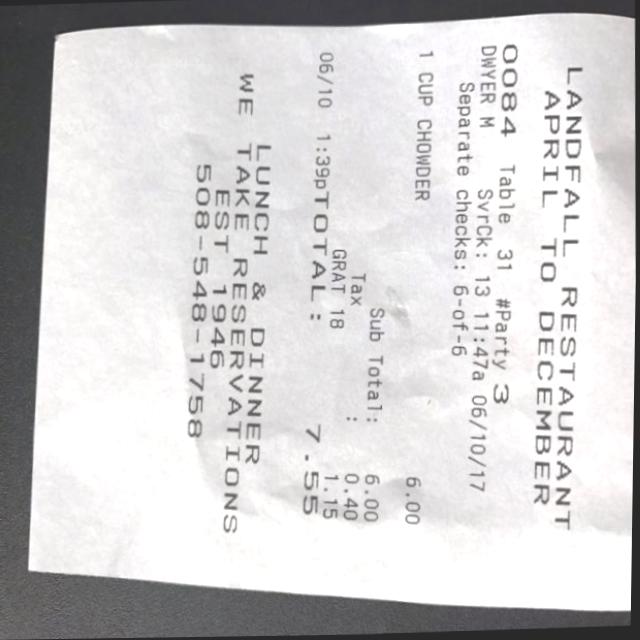 LANDFALL RESTAURANT
APRIL TO DECEMBER
0084 Table 31 #Party 3
DWYER M SvrCk: 13 11:47a 06/10/17
Separate checks: 6-of-6
1 CUP CHOWDER 6.00
Sub Total: 6.00
Tax : 0.40
GRAT 18 1.15
06/10 1:39pTOTAL: 7.55
LUNCH & DINNER
WE TAKE RESERVATIONS
EST 1946
508-548-1758